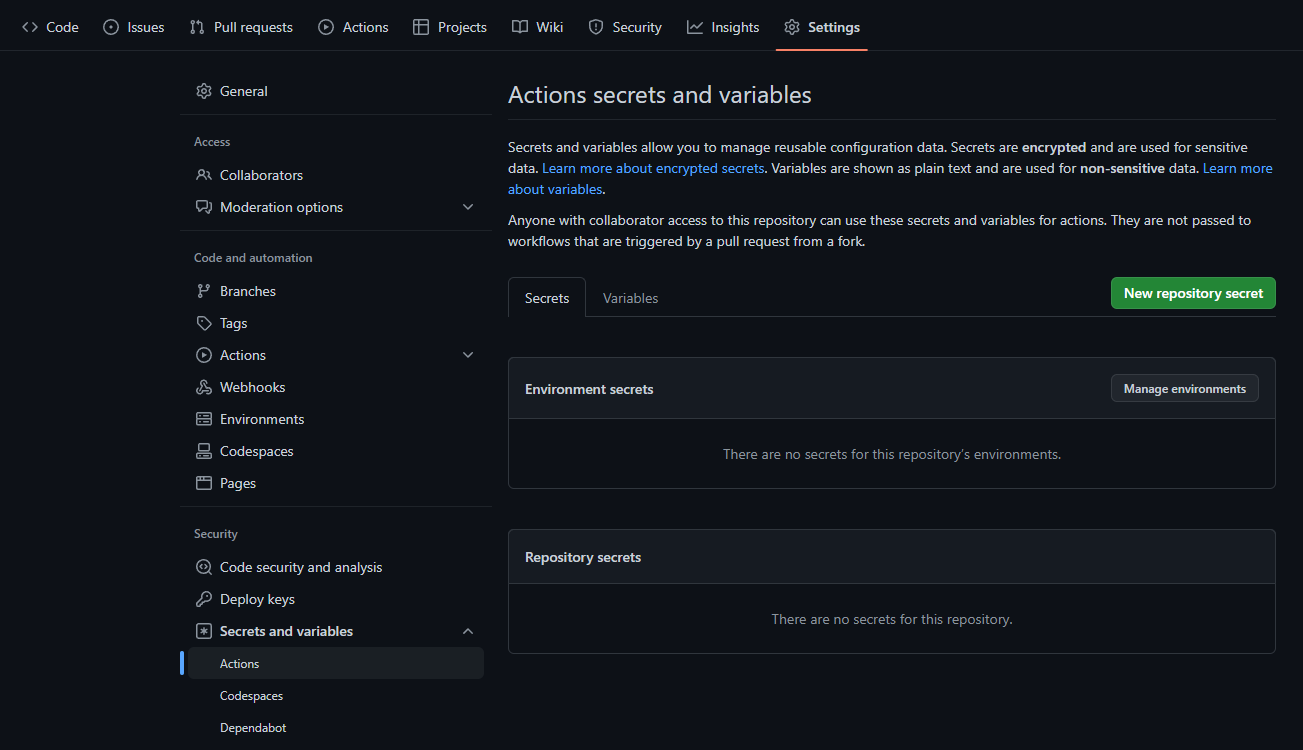 Code Issues Pull requests Actions Projects Wiki Security Insights Settings
General
Access
Collaborators
Moderation options
Code and automation
Branches
Tags
Actions
Webhooks
Environments
Codespaces
Pages
Security
Code security and analysis
Deploy keys
Secrets and variables
Actions
Codespaces
Dependabot
Actions secrets and variables
Secrets and variables allow you to manage reusable configuration data. Secrets are encrypted and are used for sensitive
data. Learn more about encrypted secrets. Variables are shown as plain text and are used for non-sensitive data. Learn more
about variables.
Anyone with collaborator access to this repository can use these secrets and variables for actions. They are not passed to
workflows that are triggered by a pull request from a fork.
Secrets Variables New repository secret
Environment secrets Manage environments
There are no secrets for this repository's environments.
Repository secrets
There are no secrets for this repository.